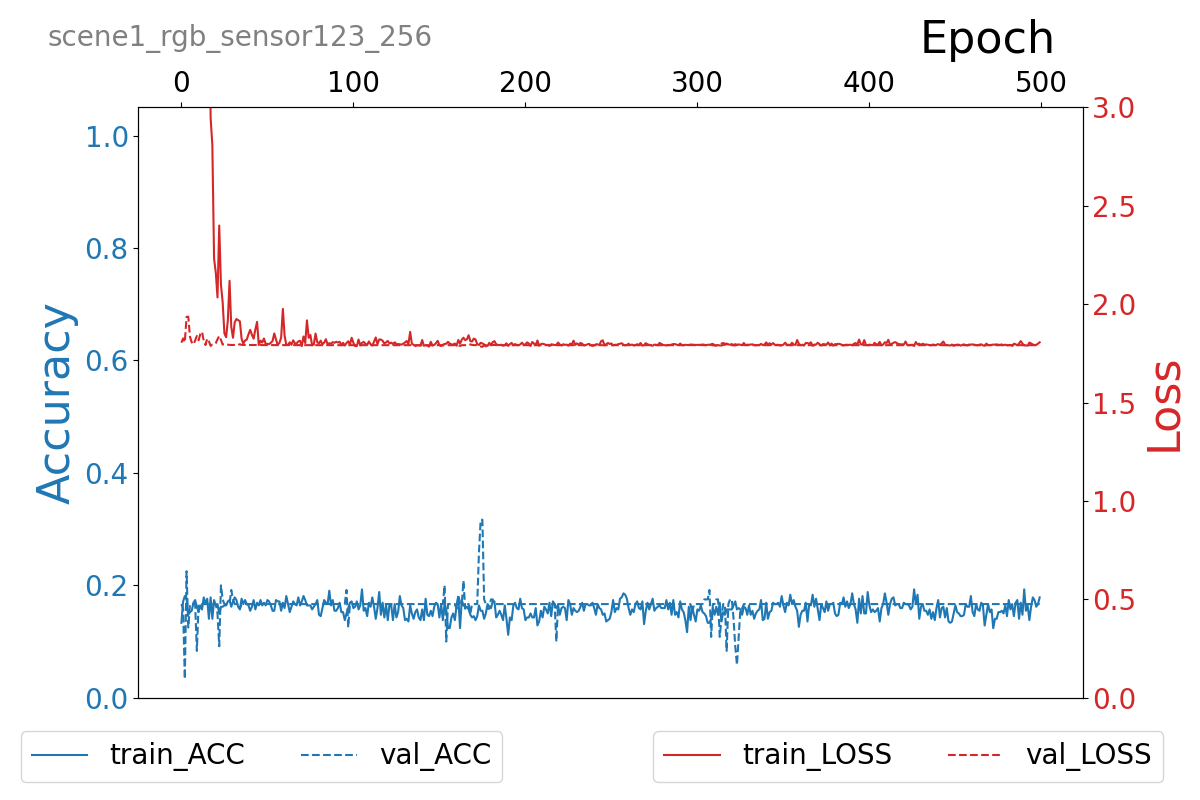 scene1_rgb_sensor123_256
Epoch
0 100 200 300 400 500
1.0
0.8
0.6
0.4
0.2
0.0
Accuracy
3.0
2.5
2.0
1.5
1.0
0.5
0.0
Loss
train_ACC val_ACC
train_LOSS val_LOSS